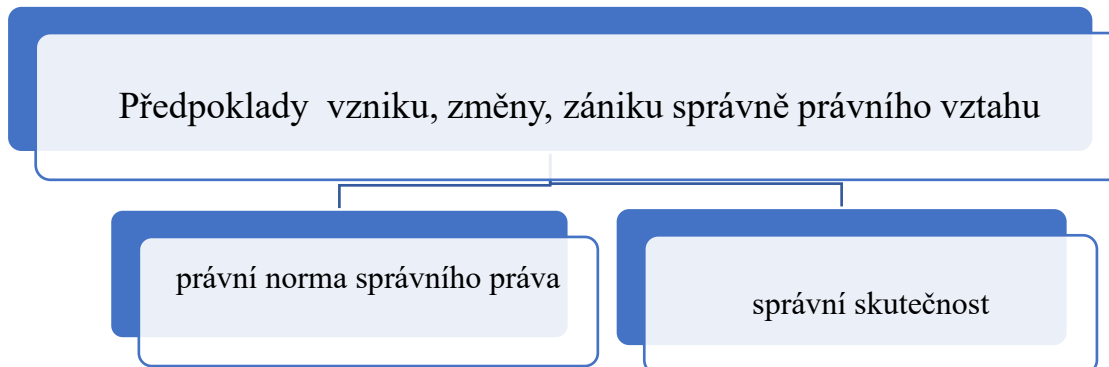 Předpoklady  vzniku, změny, zániku správně právního vztahu
právní norma správního práva
správní skutečnost